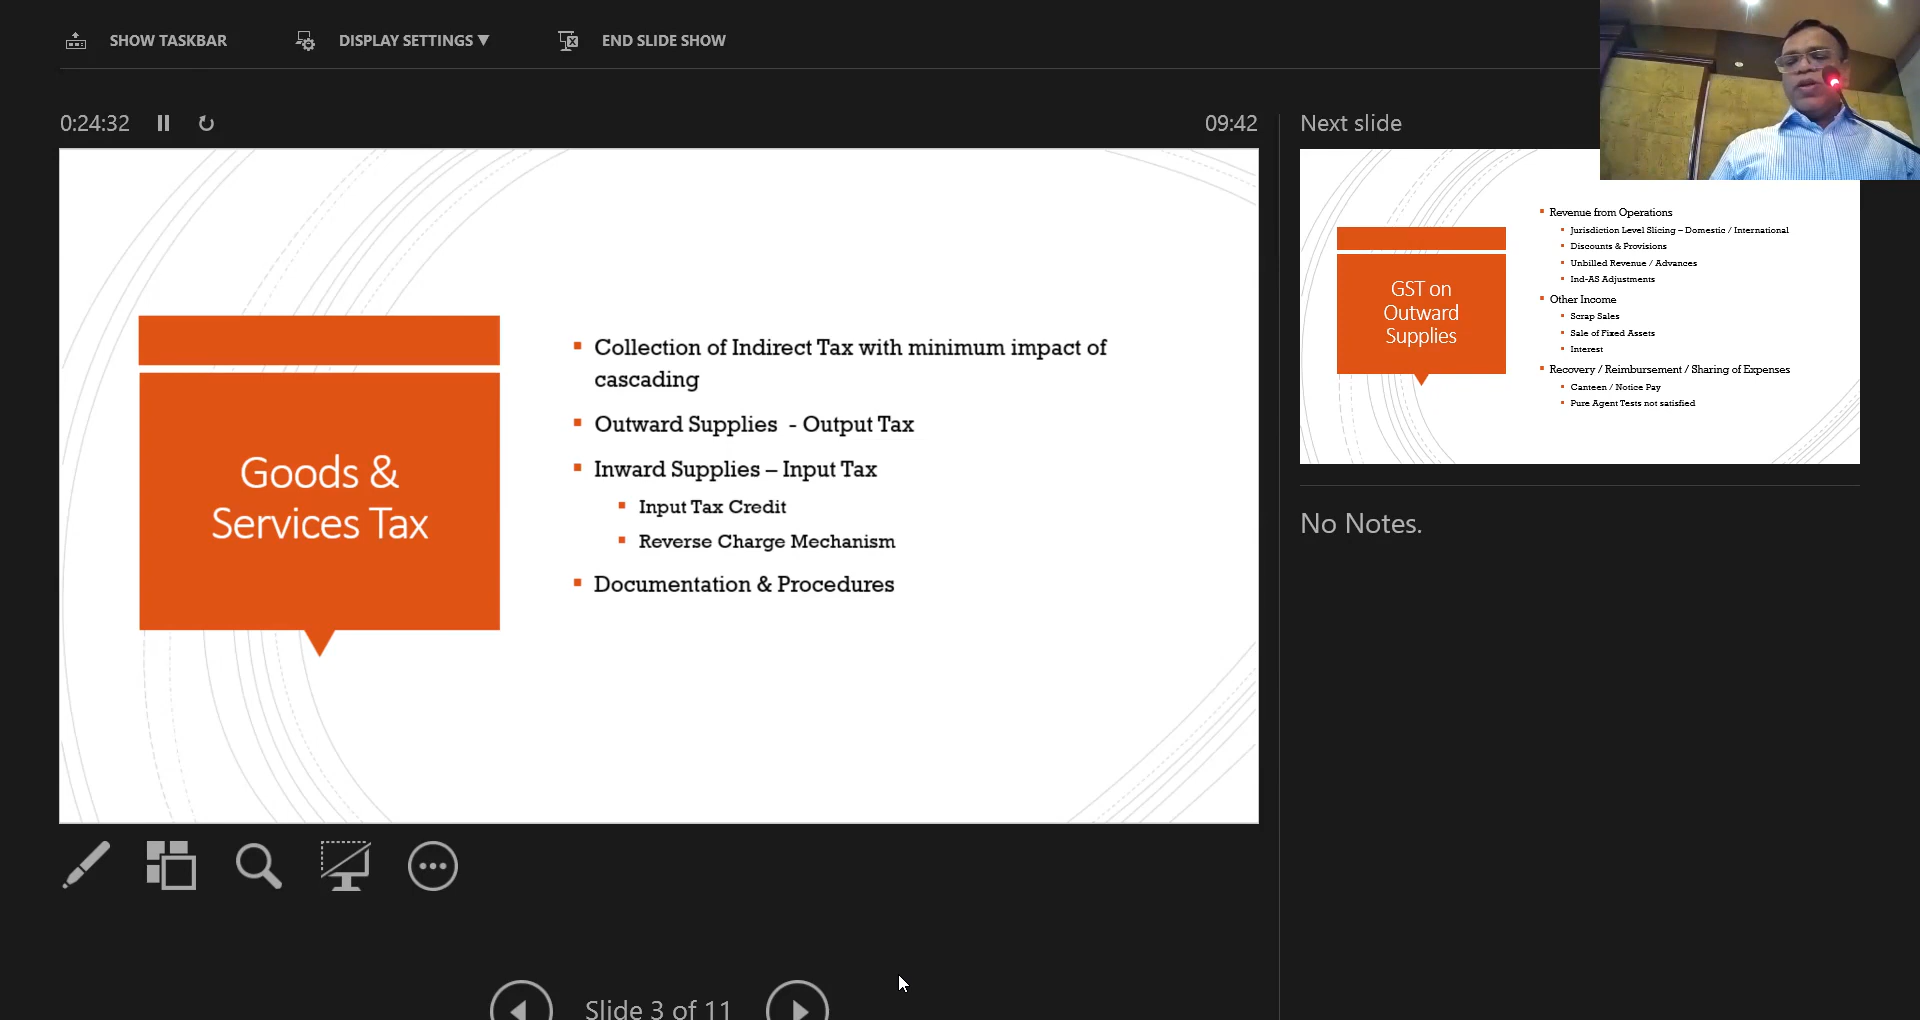 SHOW TASKBAR
DISPLAY SETTINGS ▼
END SLIDE SHOW
0:24:32
09:42
Next slide
Goods &
Services Tax
Collection of Indirect Tax with minimum impact of
cascading
Outward Supplies  - Output Tax
Inward Supplies – Input Tax
Input Tax Credit
Reverse Charge Mechanism
Documentation & Procedures
GST on
Outward
Supplies
Revenue from Operations
Jurisdiction Level Slicing – Domestic / International
Discounts & Provisions
Unbilled Revenue / Advances
Ind-AS Adjustments
Other Income
Scrap Sales
Sale of Fixed Assets
Interest
Recovery / Reimbursement / Sharing of Expenses
Canteen / Notice Pay
Pure Agent Tests not satisfied
No Notes.
Slide 3 of 11